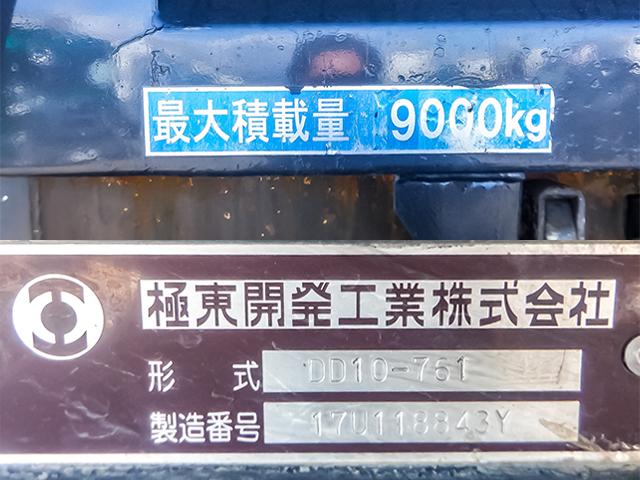 最大積載量 9000kg
極東開発工業株式会社
形式 DD10-761
製造番号 17U118843Y